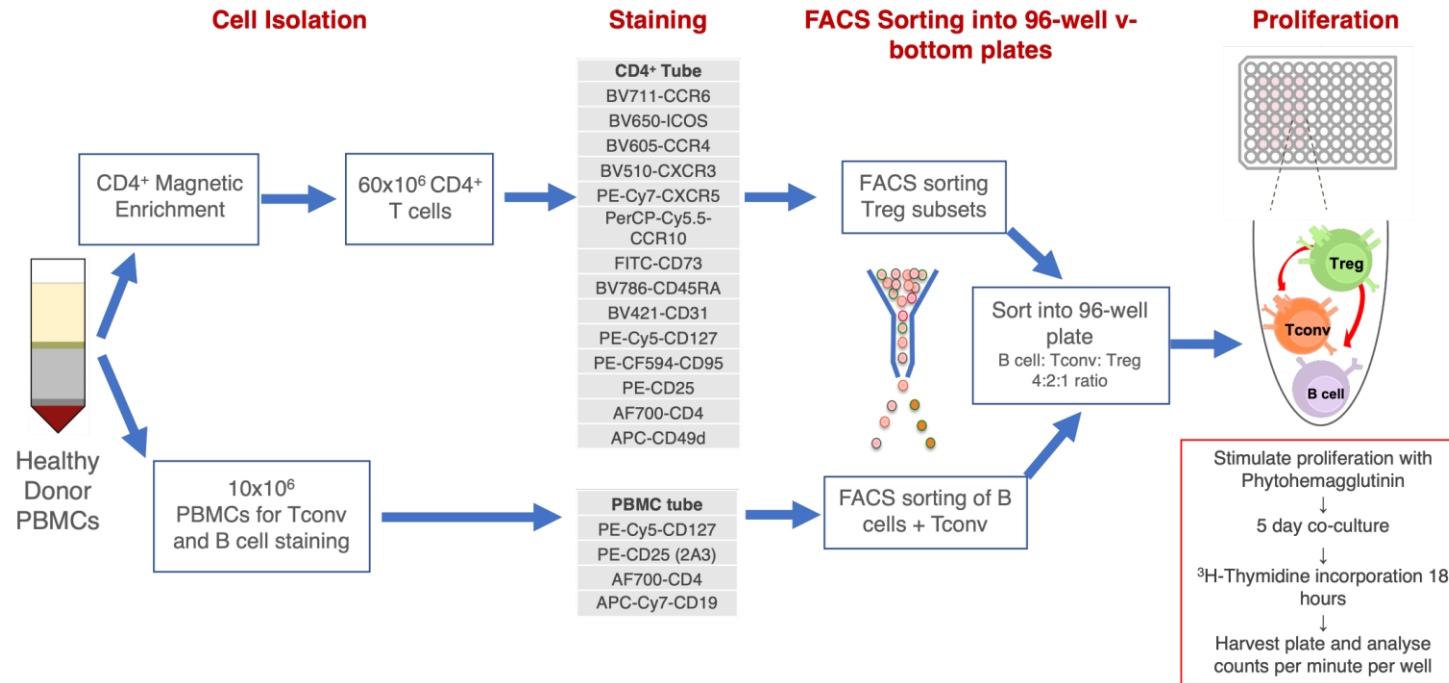 Cell Isolation
Staining
FACS Sorting into 96-well v-
bottom plates
Proliferation
Healthy
Donor
PBMCs
CD4⁺ Magnetic
Enrichment
60x10⁶ CD4⁺
T cells
10x10⁶
PBMCs for Tconv
and B cell staining
CD4⁺ Tube
BV711-CCR6
BV650-ICOS
BV605-CCR4
BV510-CXCR3
PE-Cy7-CXCR5
PerCP-Cy5.5-
CCR10
FITC-CD73
BV786-CD45RA
BV421-CD31
PE-Cy5-CD127
PE-CF594-CD95
PE-CD25
AF700-CD4
APC-CD49d
PBMC tube
PE-Cy5-CD127
PE-CD25 (2A3)
AF700-CD4
APC-Cy7-CD19
FACS sorting
Treg subsets
FACS sorting of B
cells + Tconv
Sort into 96-well
plate
B cell: Tconv: Treg
4:2:1 ratio
Treg
Tconv
B cell
Stimulate proliferation with
Phytohemagglutinin
↓
5 day co-culture
↓
³H-Thymidine incorporation 18
hours
↓
Harvest plate and analyse
counts per minute per well